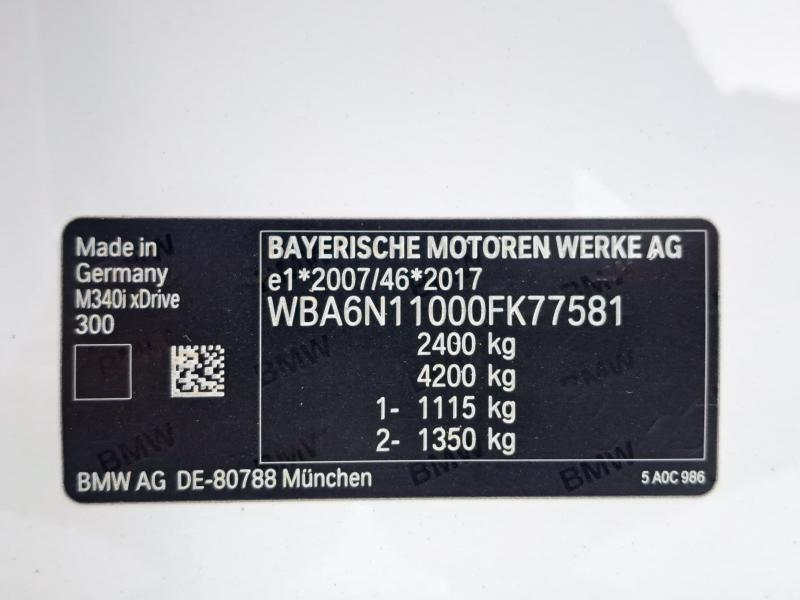 Made in
Germany
M340i xDrive
300
BAYERISCHE MOTOREN WERKE AG
e1*2007/46*2017
WBA6N11000FK77581
2400 kg
4200 kg
1- 1115 kg
2- 1350 kg
BMW AG DE-80788 München
5 A0C 986